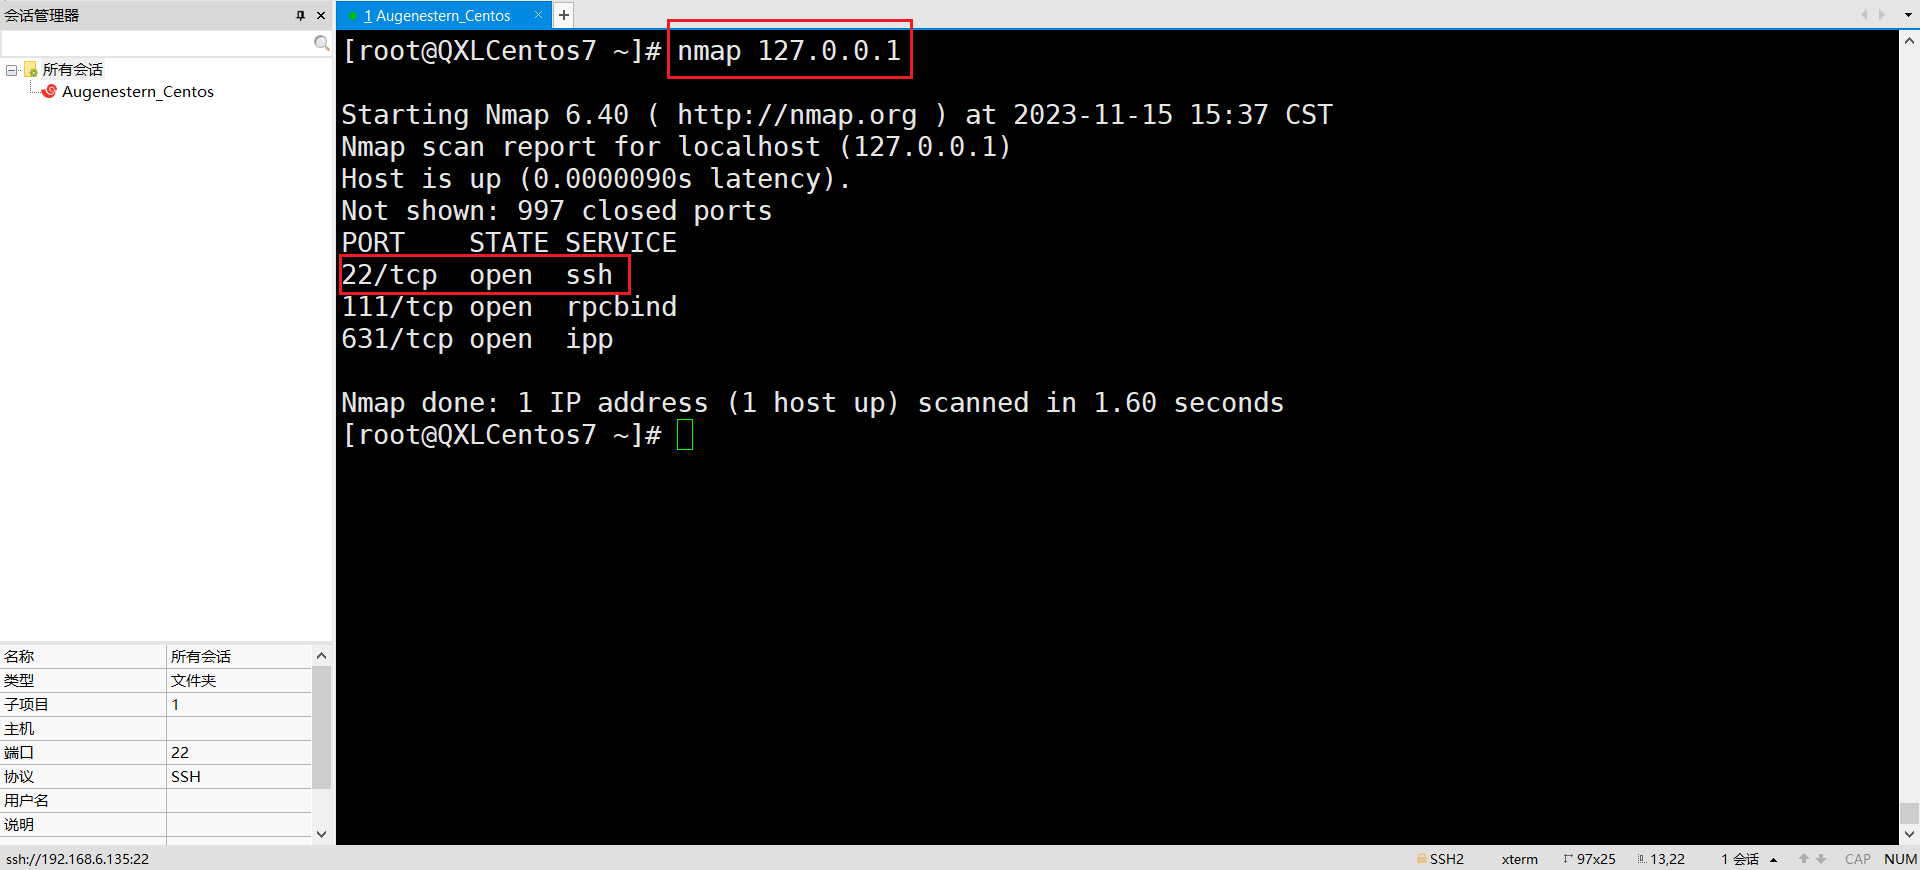 会话管理器
所有会话
Augenestern_Centos
名称 所有会话
类型 文件夹
子项目 1
主机
端口 22
协议 SSH
用户名
说明
1 Augenestern_Centos
[root@QXLCentos7 ~]# nmap 127.0.0.1
Starting Nmap 6.40 ( http://nmap.org ) at 2023-11-15 15:37 CST
Nmap scan report for localhost (127.0.0.1)
Host is up (0.0000090s latency).
Not shown: 997 closed ports
PORT    STATE SERVICE
22/tcp  open  ssh
111/tcp open  rpcbind
631/tcp open  ipp
Nmap done: 1 IP address (1 host up) scanned in 1.60 seconds
[root@QXLCentos7 ~]#
ssh://192.168.6.135:22 SSH2 xterm 97x25 13,22 1 会话 CAP NUM